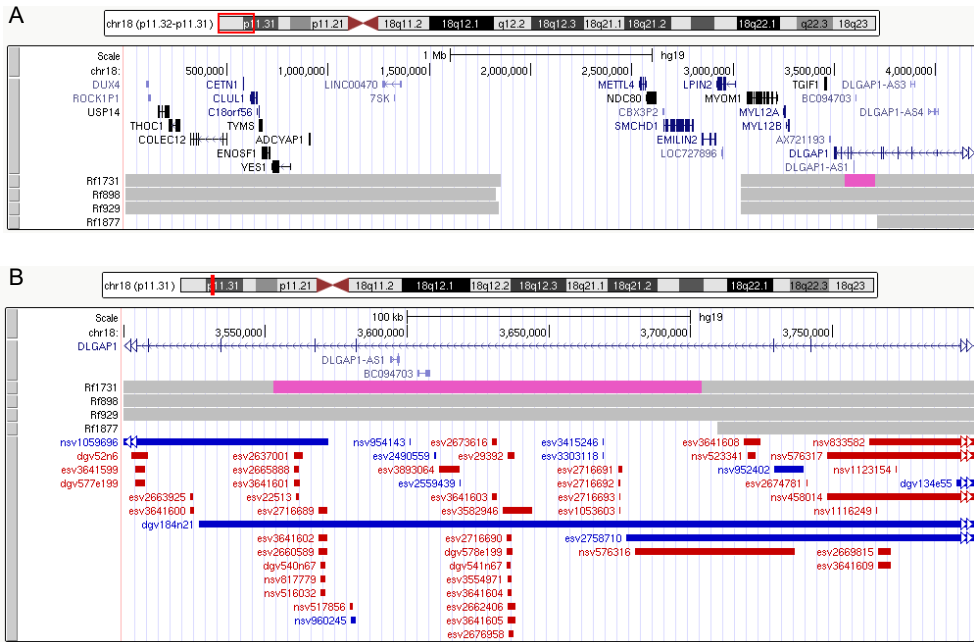 A
chr18 (p11.32-p11.31) p11.31 p11.21 18q11.2 18q12.1 q12.2 18q12.3 18q21.1 18q21.2 18q22.1 q22.3 18q23
Scale 1 Mb hg19
chr18: 500,000 1,000,000 1,500,000 2,000,000 2,500,000 3,000,000 3,500,000 4,000,000
DUX4 CETN1 LINC00470 METTL4 LPIN2 TGIF1 DLGAP1-AS3
ROCK1P1 CLUL1 7SK NDC80 MYOM1 BC094703
USP14 C18orf56 CBX3P2 MYL12A DLGAP1-AS4
THOC1 TYMS SMCHD1 MYL12B
COLEC12 ADCYAP1 EMILIN2 AX721193
ENOSF1 LOC727896 DLGAP1
YES1 DLGAP1-AS1
Rf1731
Rf898
Rf929
Rf1877
B
chr18 (p11.31) p11.31 p11.21 18q11.2 18q12.1 18q12.2 18q12.3 18q21.1 18q21.2 18q22.1 18q22.3 18q23
Scale 100 kb hg19
chr18: 3,550,000 3,600,000 3,650,000 3,700,000 3,750,000
DLGAP1
DLGAP1-AS1
BC094703
Rf1731
Rf898
Rf929
Rf1877
nsv1059696 nsv954143 esv2673616 esv3415246 esv3641608 nsv833582
dgv52n6 esv2637001 esv2490559 esv29392 esv3303118 nsv523341 nsv576317
esv3641599 esv2665888 esv3893064 esv2716691 nsv952402 nsv1123154
dgv577e199 esv3641601 esv2559439 esv2716692 esv2674781 dgv134e55
esv2663925 esv22513 esv3641603 esv2716693 nsv458014
esv3641600 esv2716689 esv3582946 esv1053603 nsv1116249
dgv184n21
esv3641602 esv2716690 esv2758710
esv2660589 dgv578e199 nsv576316 esv2669815
dgv540n67 dgv541n67 esv3641609
nsv817779 esv3554971
nsv516032 esv3641604
nsv517856 esv2662406
nsv960245 esv3641605
esv2676958